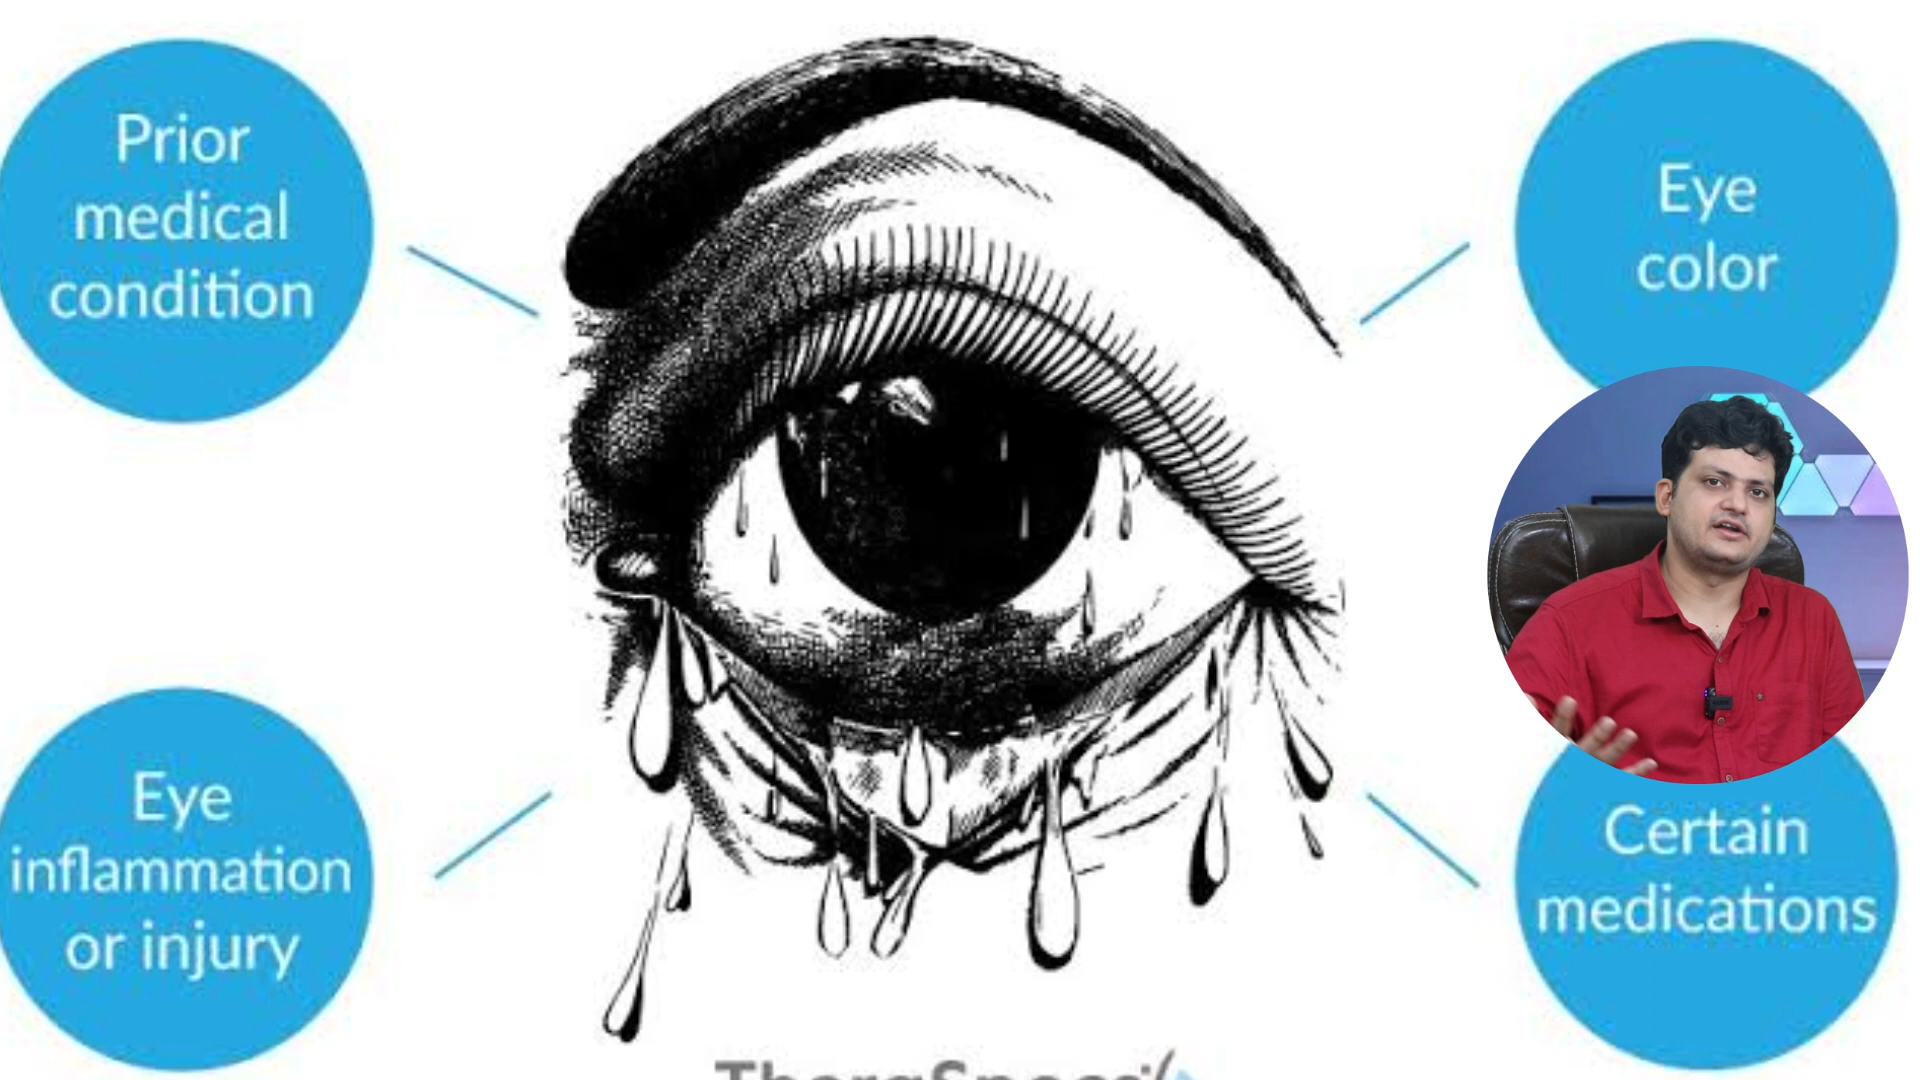 Prior
medical
condition
Eye
color
Eye
inflammation
or injury
Certain
medications